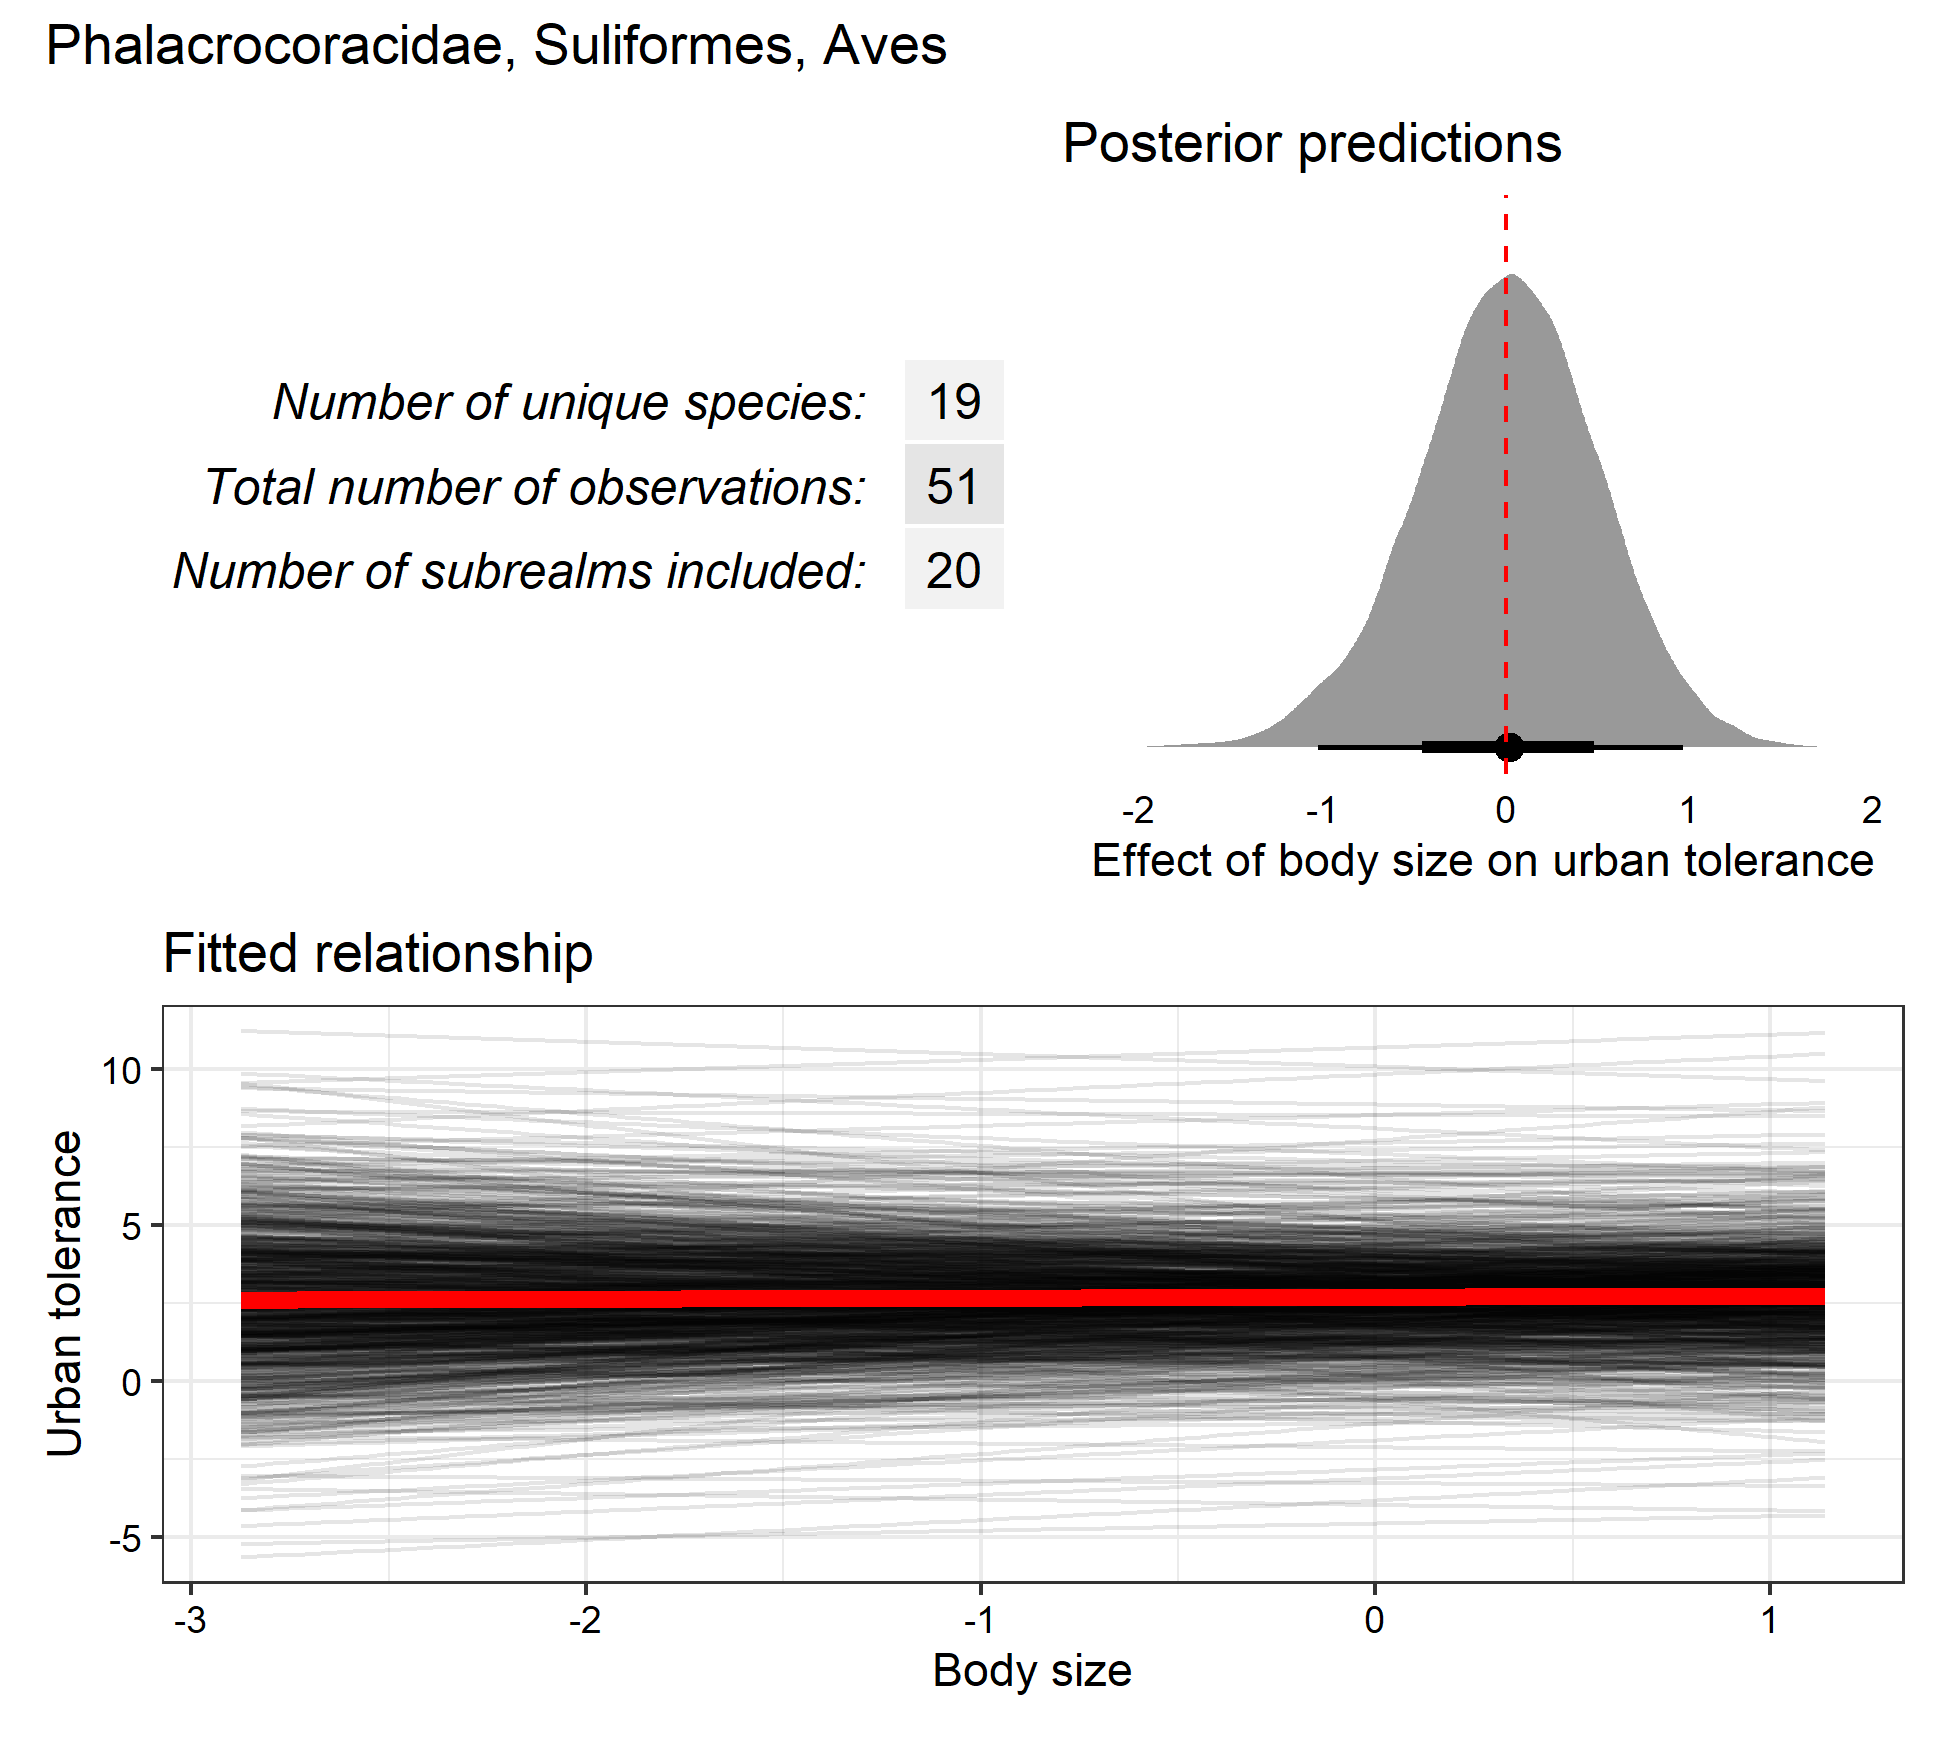 Phalacrocoracidae, Suliformes, Aves
Number of unique species: 19
Total number of observations: 51
Number of subrealms included: 20
Posterior predictions
-2 -1 0 1 2
Effect of body size on urban tolerance
Fitted relationship
Urban tolerance
10
5
0
-5
-3 -2 -1 0 1
Body size